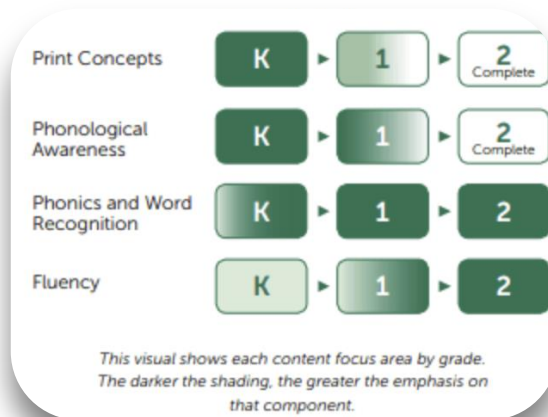 Print Concepts K 1 2 Complete
Phonological Awareness K 1 2 Complete
Phonics and Word Recognition K 1 2
Fluency K 1 2
This visual shows each content focus area by grade.
The darker the shading, the greater the emphasis on
that component.